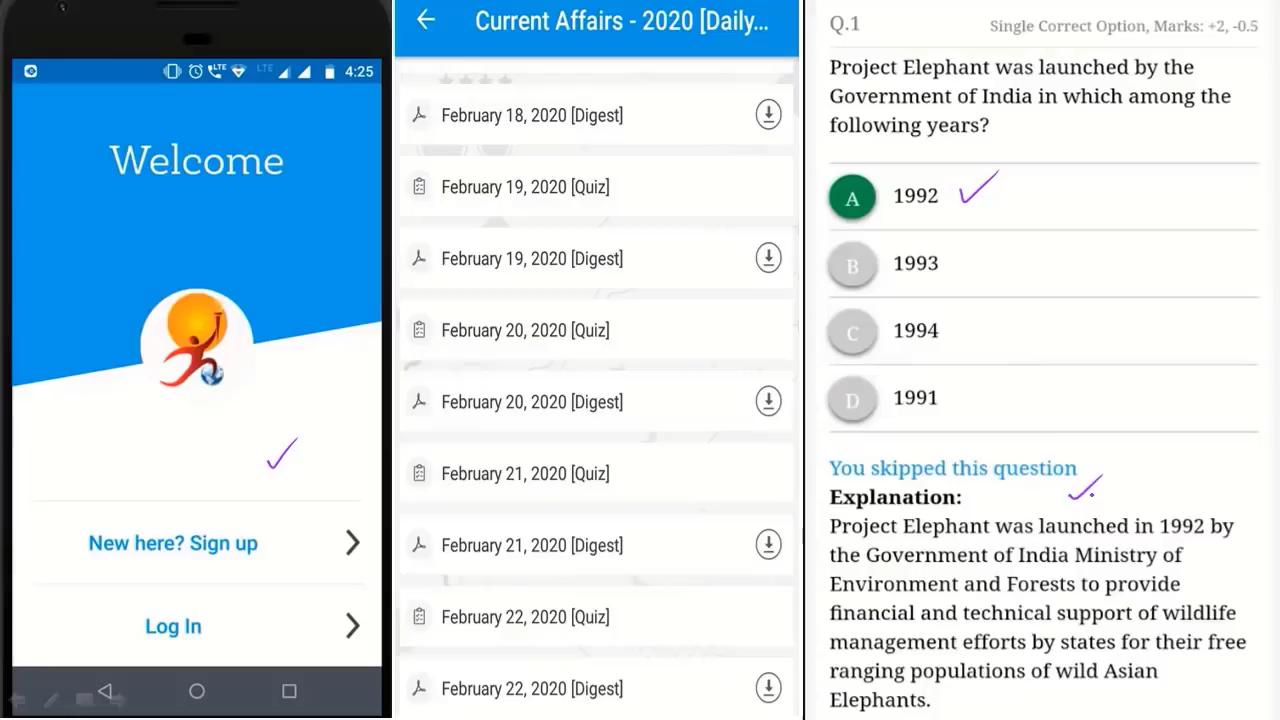 LTE LTE 4:25
Welcome
New here? Sign up
Log In
Current Affairs - 2020 [Daily...
February 18, 2020 [Digest]
February 19, 2020 [Quiz]
February 19, 2020 [Digest]
February 20, 2020 [Quiz]
February 20, 2020 [Digest]
February 21, 2020 [Quiz]
February 21, 2020 [Digest]
February 22, 2020 [Quiz]
February 22, 2020 [Digest]
Q.1 Single Correct Option, Marks: +2, -0.5
Project Elephant was launched by the
Government of India in which among the
following years?
A 1992
B 1993
C 1994
D 1991
You skipped this question
Explanation:
Project Elephant was launched in 1992 by
the Government of India Ministry of
Environment and Forests to provide
financial and technical support of wildlife
management efforts by states for their free
ranging populations of wild Asian
Elephants.